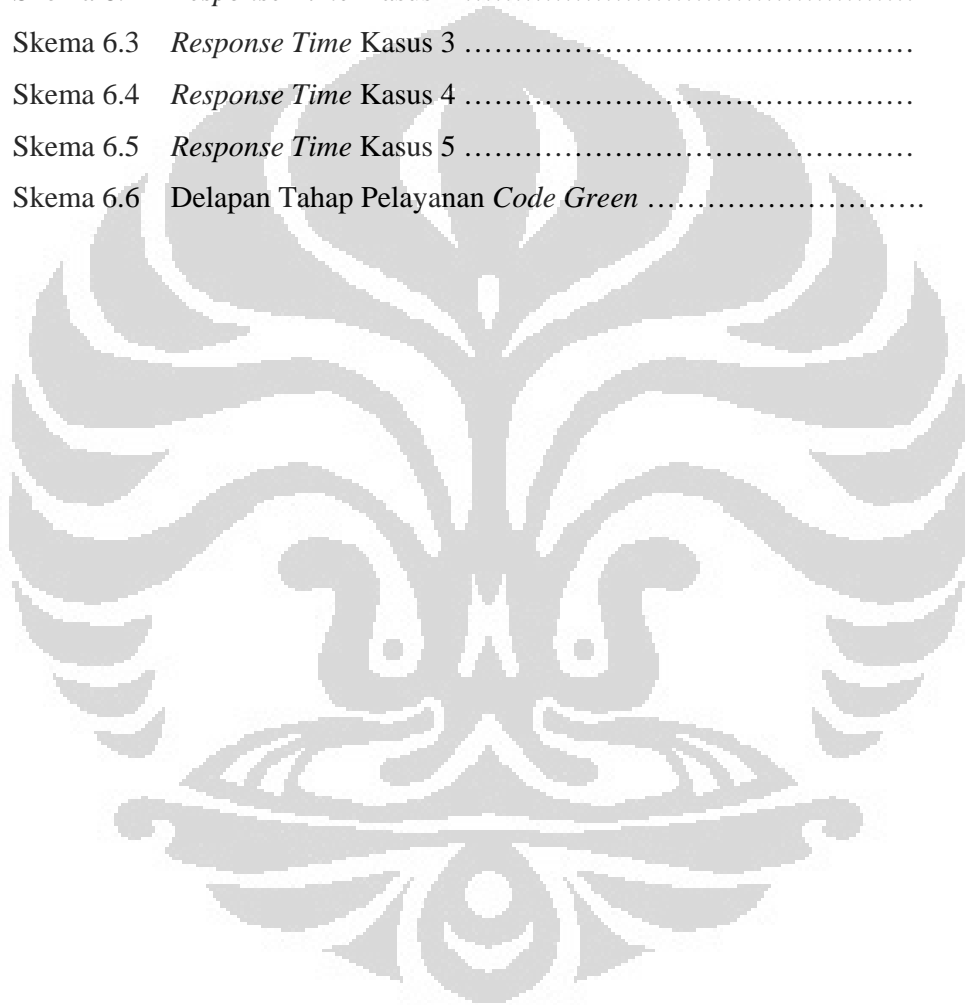 Skema 6.3 Response Time Kasus 3 ………………………………………………
Skema 6.4 Response Time Kasus 4 ………………………………………………
Skema 6.5 Response Time Kasus 5 ………………………………………………
Skema 6.6 Delapan Tahap Pelayanan Code Green ……………………………